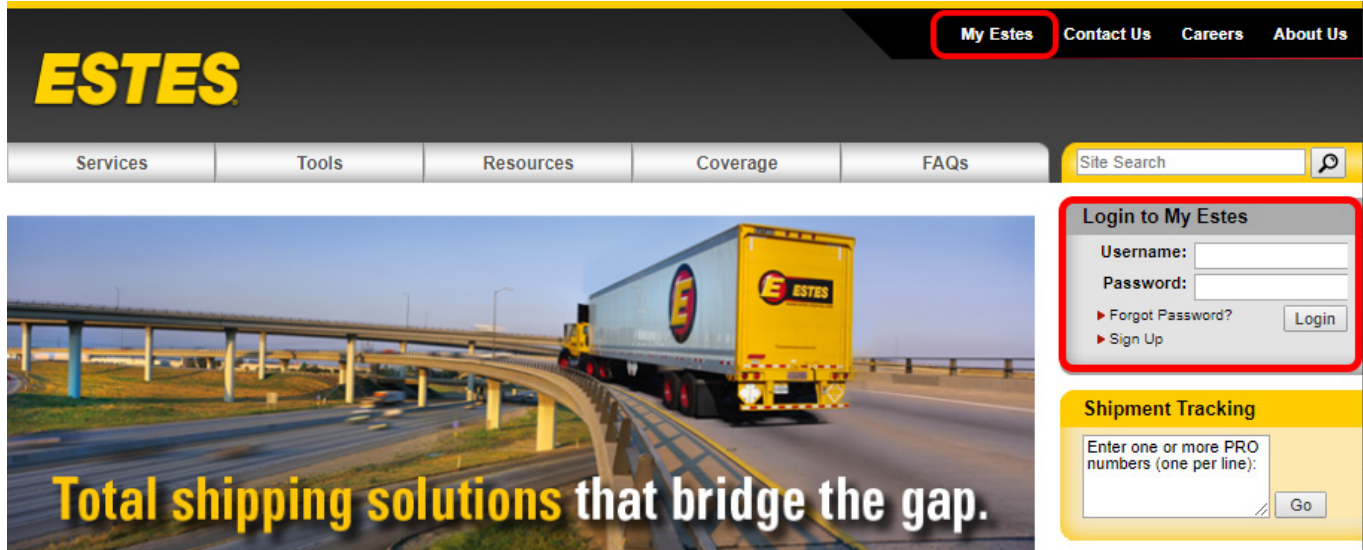 My Estes Contact Us Careers About Us
ESTES
Services Tools Resources Coverage FAQs
Site Search
Login to My Estes
Username:
Password:
Forgot Password?
Login
Sign Up
E ESTES
E
Total shipping solutions that bridge the gap.
Shipment Tracking
Enter one or more PRO
numbers (one per line):
Go